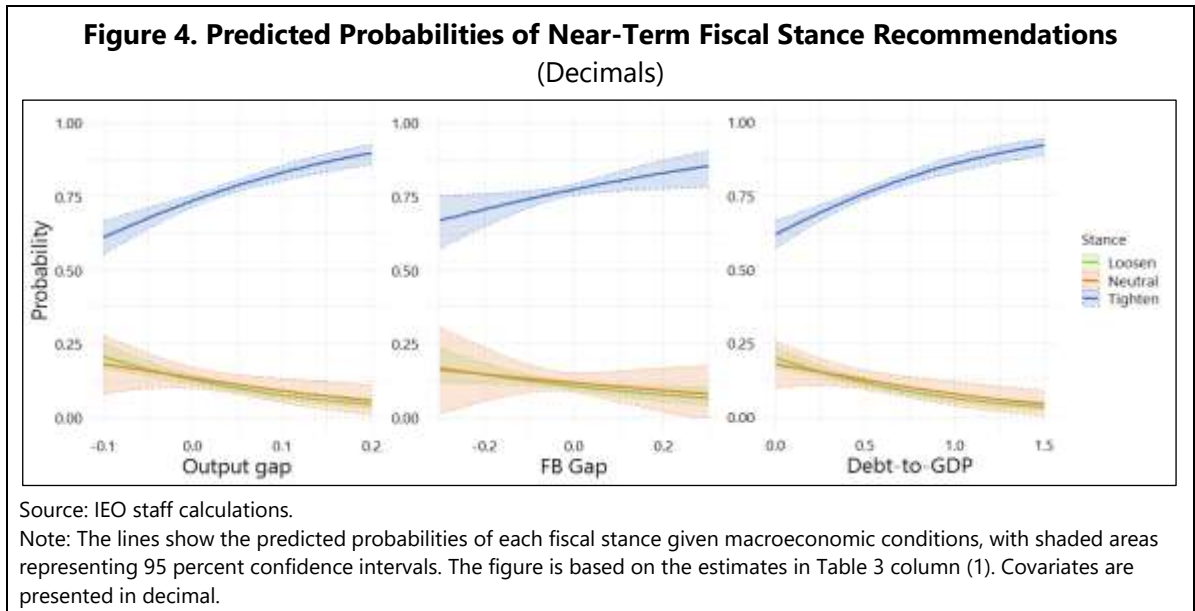 Figure 4. Predicted Probabilities of Near-Term Fiscal Stance Recommendations
(Decimals)
1.00 1.00 1.00
0.75 0.75 0.75
Probability
0.50 0.50 0.50
0.25 0.25 0.25
0.00 0.00 0.00
-0.1 0.0 0.1 0.2 -0.2 0.0 0.2 0.0 0.5 1.0 1.5
Output gap FB Gap Debt-to-GDP
Stance
Loosen
Neutral
Tighten
Source: IEO staff calculations.
Note: The lines show the predicted probabilities of each fiscal stance given macroeconomic conditions, with shaded areas
representing 95 percent confidence intervals. The figure is based on the estimates in Table 3 column (1). Covariates are
presented in decimal.